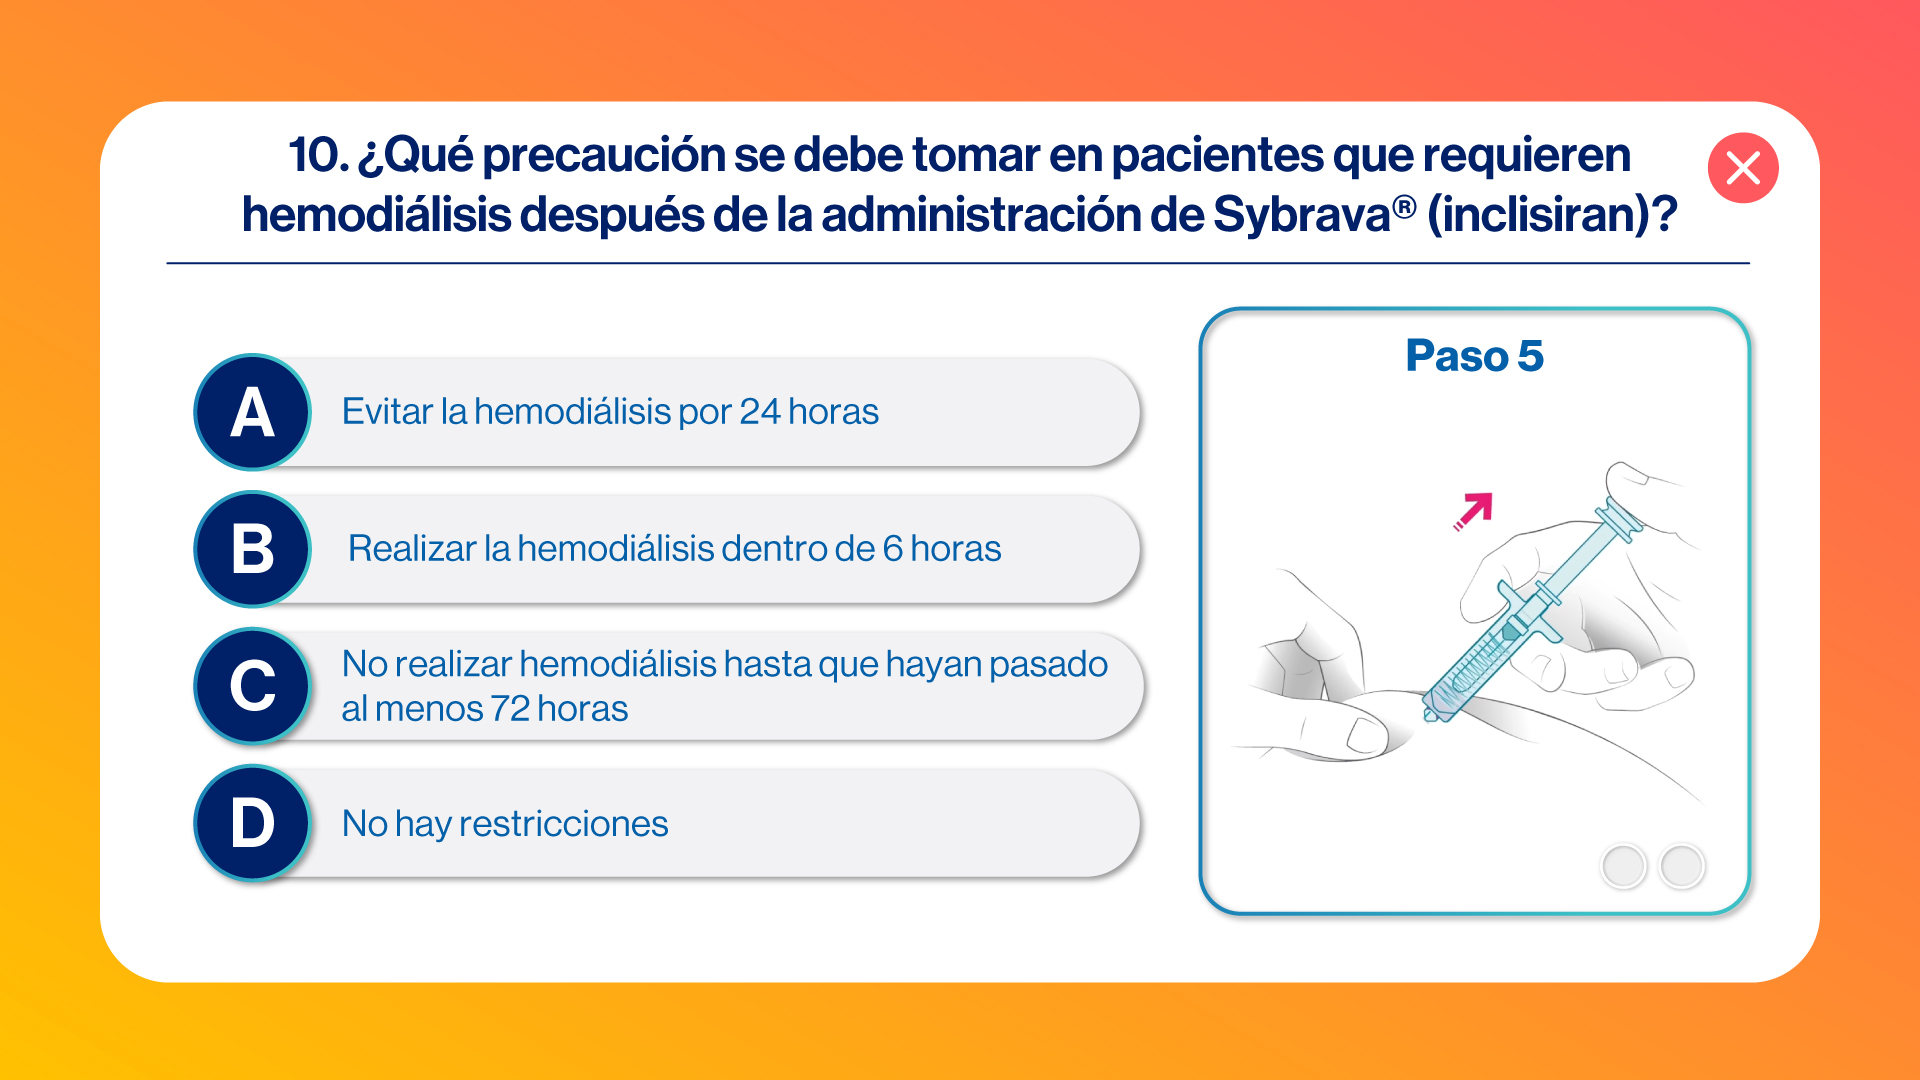 10. ¿Qué precaución se debe tomar en pacientes que requieren
hemodiálisis después de la administración de Sybrava® (inclisiran)?
A
Evitar la hemodiálisis por 24 horas
B
Realizar la hemodiálisis dentro de 6 horas
C
No realizar hemodiálisis hasta que hayan pasado
al menos 72 horas
D
No hay restricciones
Paso 5